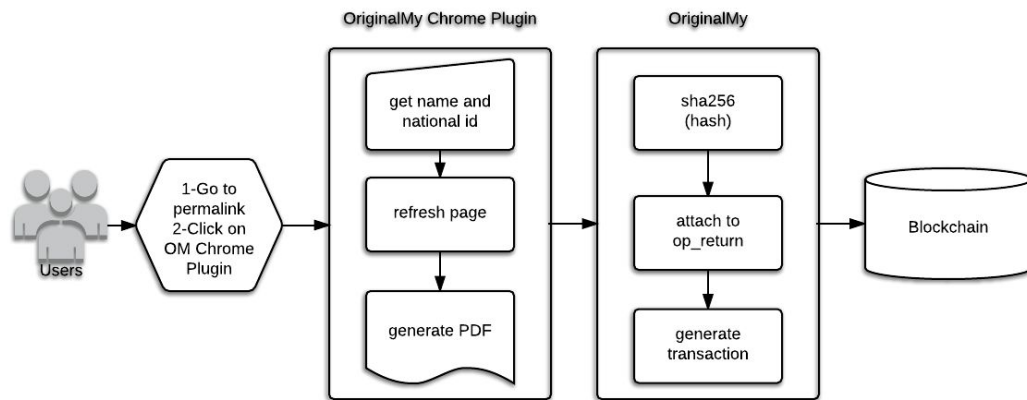 OriginalMy Chrome Plugin
OriginalMy
get name and
national id
refresh page
generate PDF
sha256
(hash)
attach to
op_return
generate
transaction
1-Go to
permalink
2-Click on
OM Chrome
Plugin
Users
Blockchain